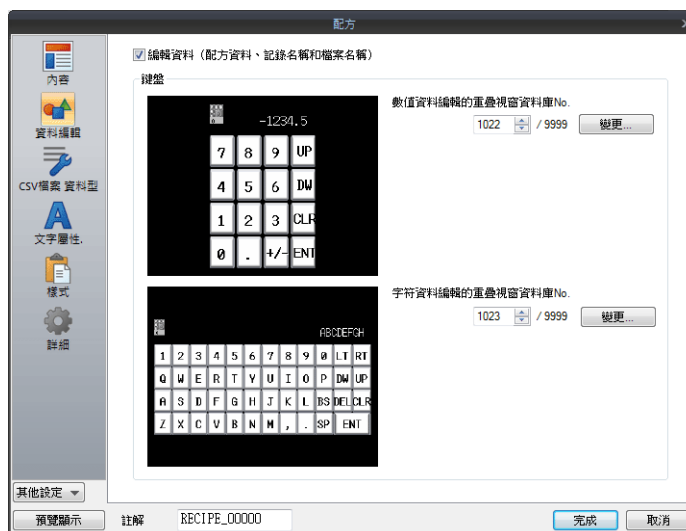 配方
內容
資料編輯
CSV檔案 資料型
文字屬性.
樣式
詳細
其他設定
預覽顯示
編輯資料（配方資料、記錄名稱和檔案名稱）
鍵盤
-1234.5
7 8 9 UP
4 5 6 DW
1 2 3 CLR
0 . +/- ENT
數值資料編輯的重疊視窗資料庫No.
1022 / 9999 變更...
ABCDEFGH
1 2 3 4 5 6 7 8 9 0 LT RT
Q W E R T Y U I O P DW UP
A S D F G H J K L BS DEL CLR
Z X C V B N M , . SP ENT
字符資料編輯的重疊視窗資料庫No.
1023 / 9999 變更...
註解 RECIPE_00000 完成 取消